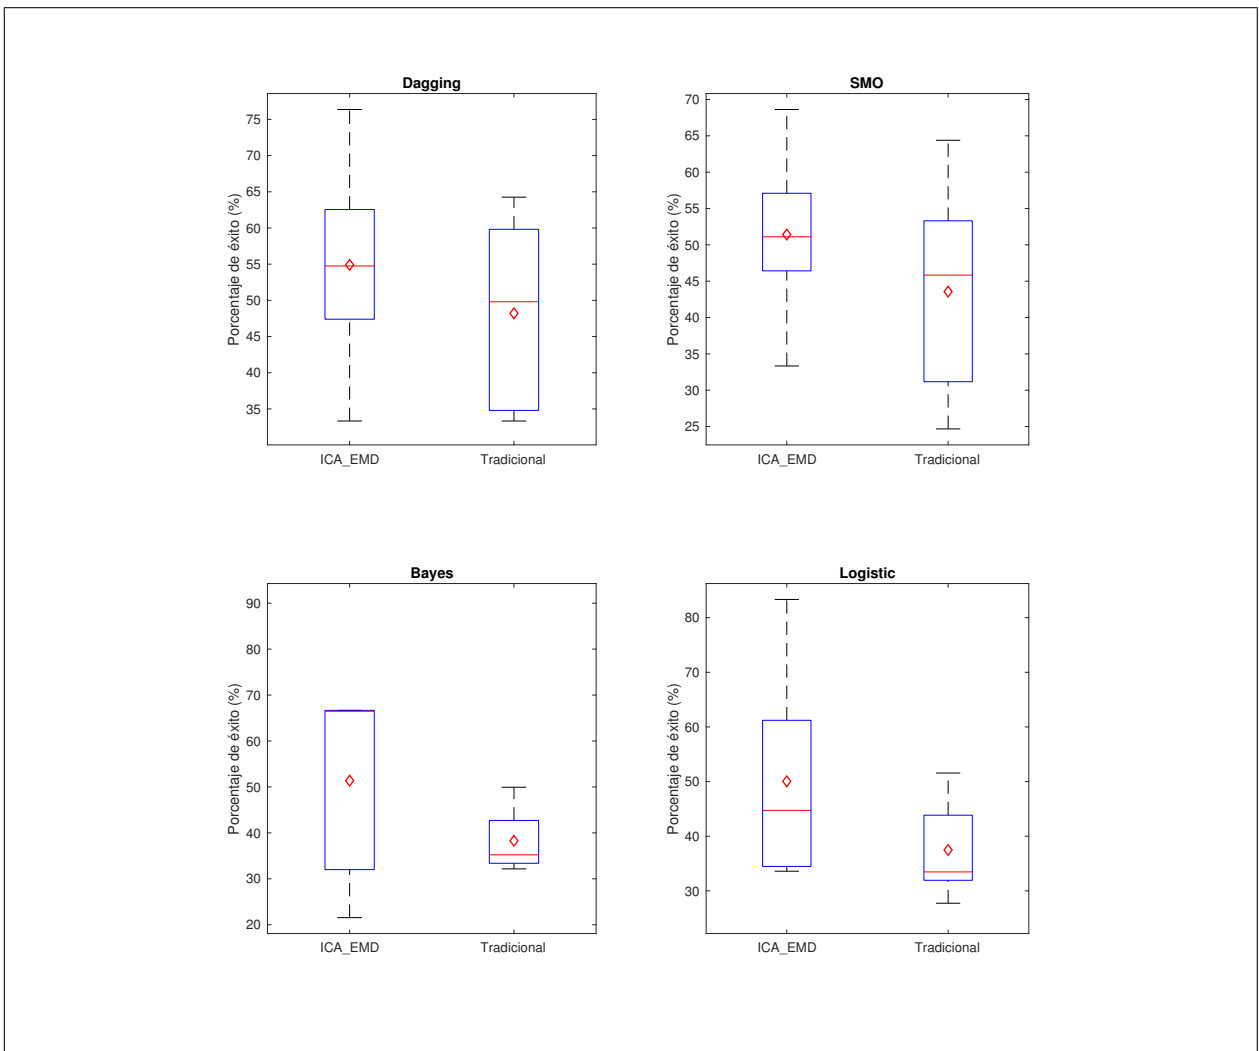 Dagging
Porcentaje de éxito (%)
75
70
65
60
55
50
45
40
35
ICA_EMD Tradicional
SMO
Porcentaje de éxito (%)
70
65
60
55
50
45
40
35
30
25
ICA_EMD Tradicional
Bayes
Porcentaje de éxito (%)
90
80
70
60
50
40
30
20
ICA_EMD Tradicional
Logistic
Porcentaje de éxito (%)
80
70
60
50
40
30
ICA_EMD Tradicional